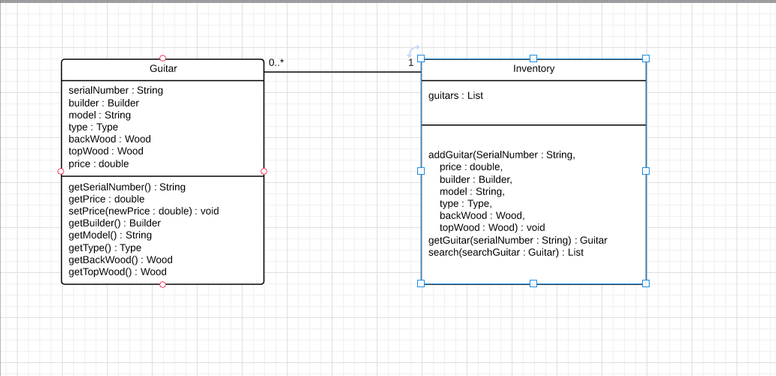 Guitar
serialNumber : String
builder : Builder
model : String
type : Type
backWood : Wood
topWood : Wood
price : double
getSerialNumber() : String
getPrice : double
setPrice(newPrice : double) : void
getBuilder() : Builder
getModel() : String
getType() : Type
getBackWood() : Wood
getTopWood() : Wood
0..*
1
Inventory
guitars : List
addGuitar(SerialNumber : String,
price : double,
builder : Builder,
model : String,
type : Type,
backWood : Wood,
topWood : Wood) : void
getGuitar(serialNumber : String) : Guitar
search(searchGuitar : Guitar) : List